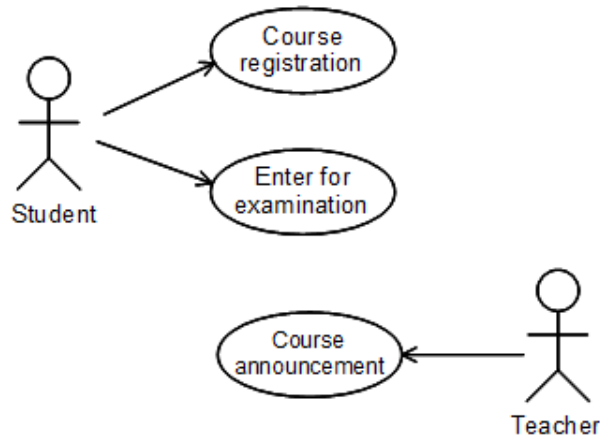 Course
registration
Enter for
examination
Student
Course
announcement
Teacher